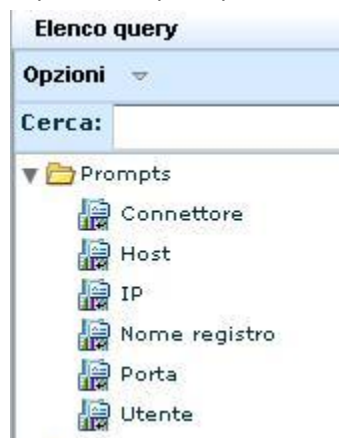 Elenco query
Opzioni
Cerca:
Prompts
Connettore
Host
IP
Nome registro
Porta
Utente